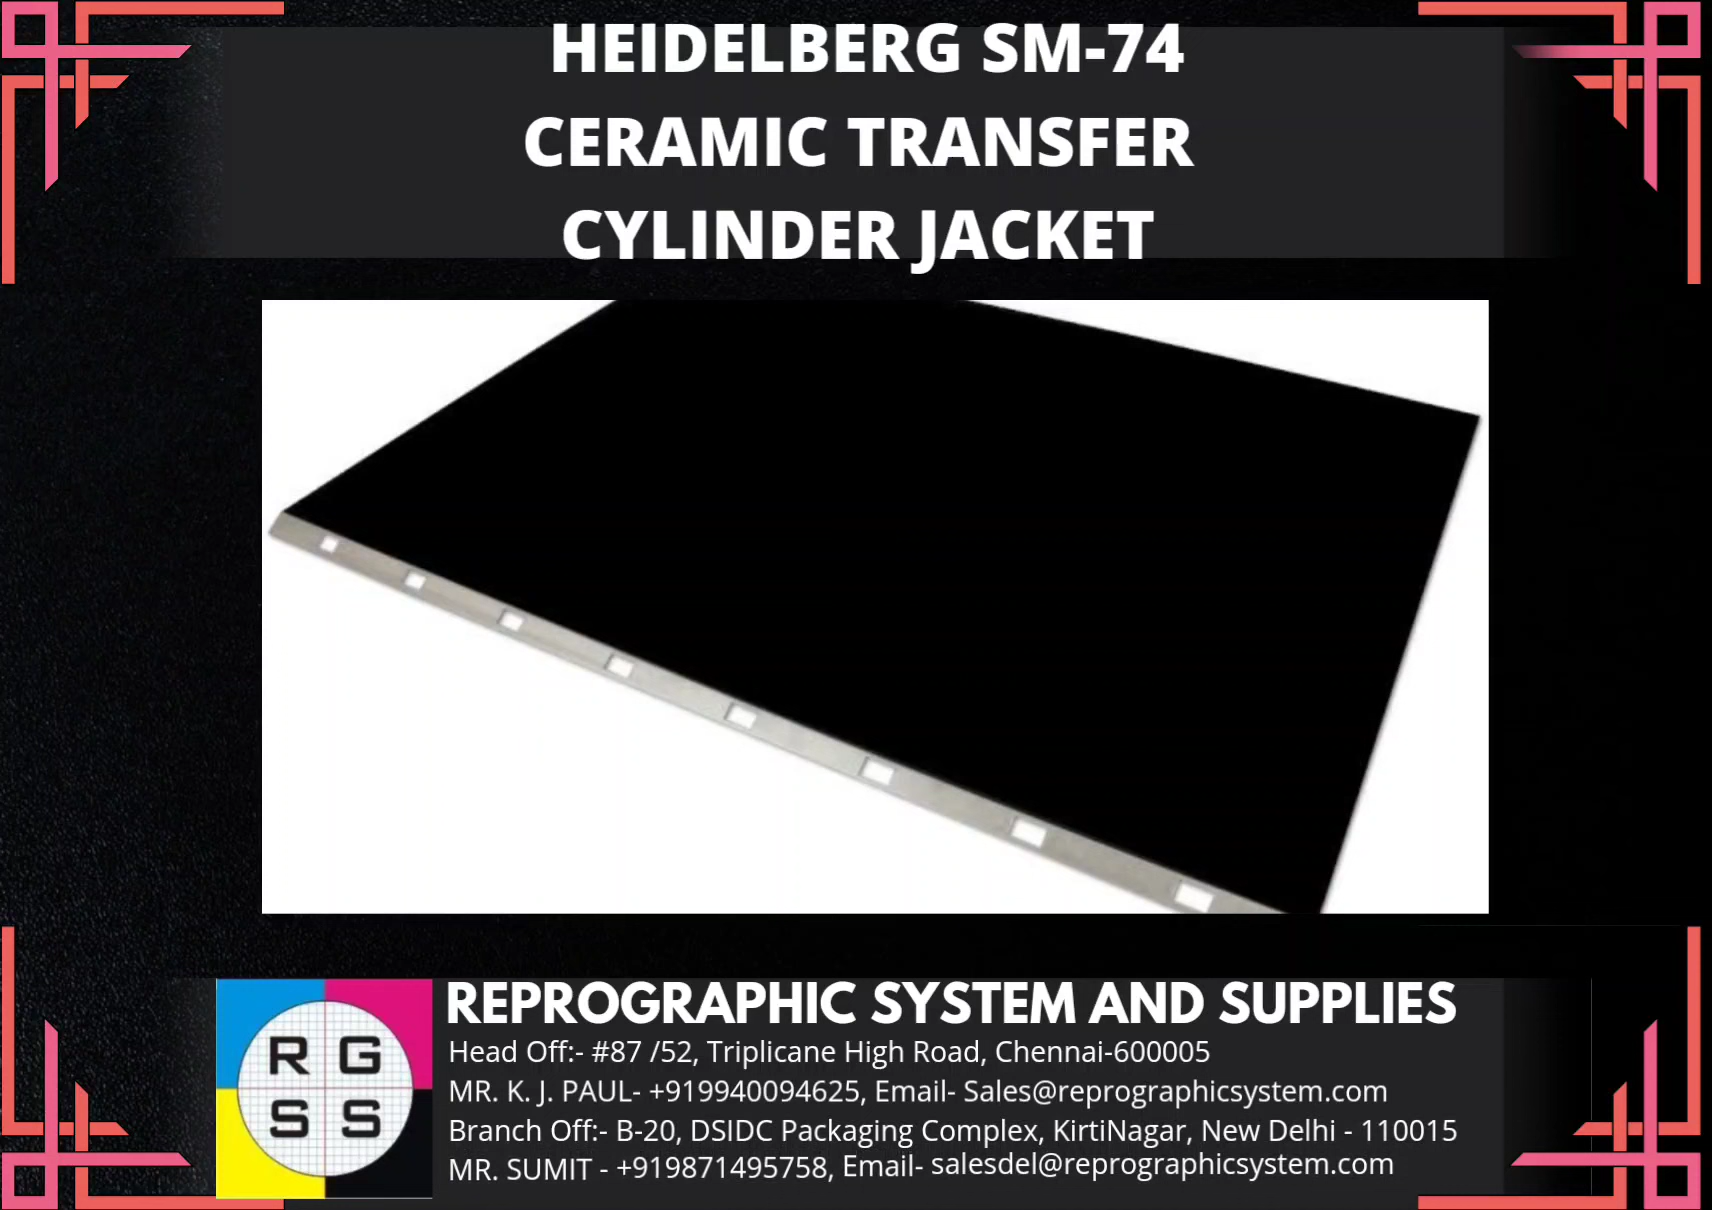 HEIDELBERG SM-74
CERAMIC TRANSFER
CYLINDER JACKET
R G
S S
REPROGRAPHIC SYSTEM AND SUPPLIES
Head Off:- #87 /52, Triplicane High Road, Chennai-600005
MR. K. J. PAUL- +919940094625, Email- Sales@reprographicsystem.com
Branch Off:- B-20, DSIDC Packaging Complex, KirtiNagar, New Delhi - 110015
MR. SUMIT - +919871495758, Email- salesdel@reprographicsystem.com